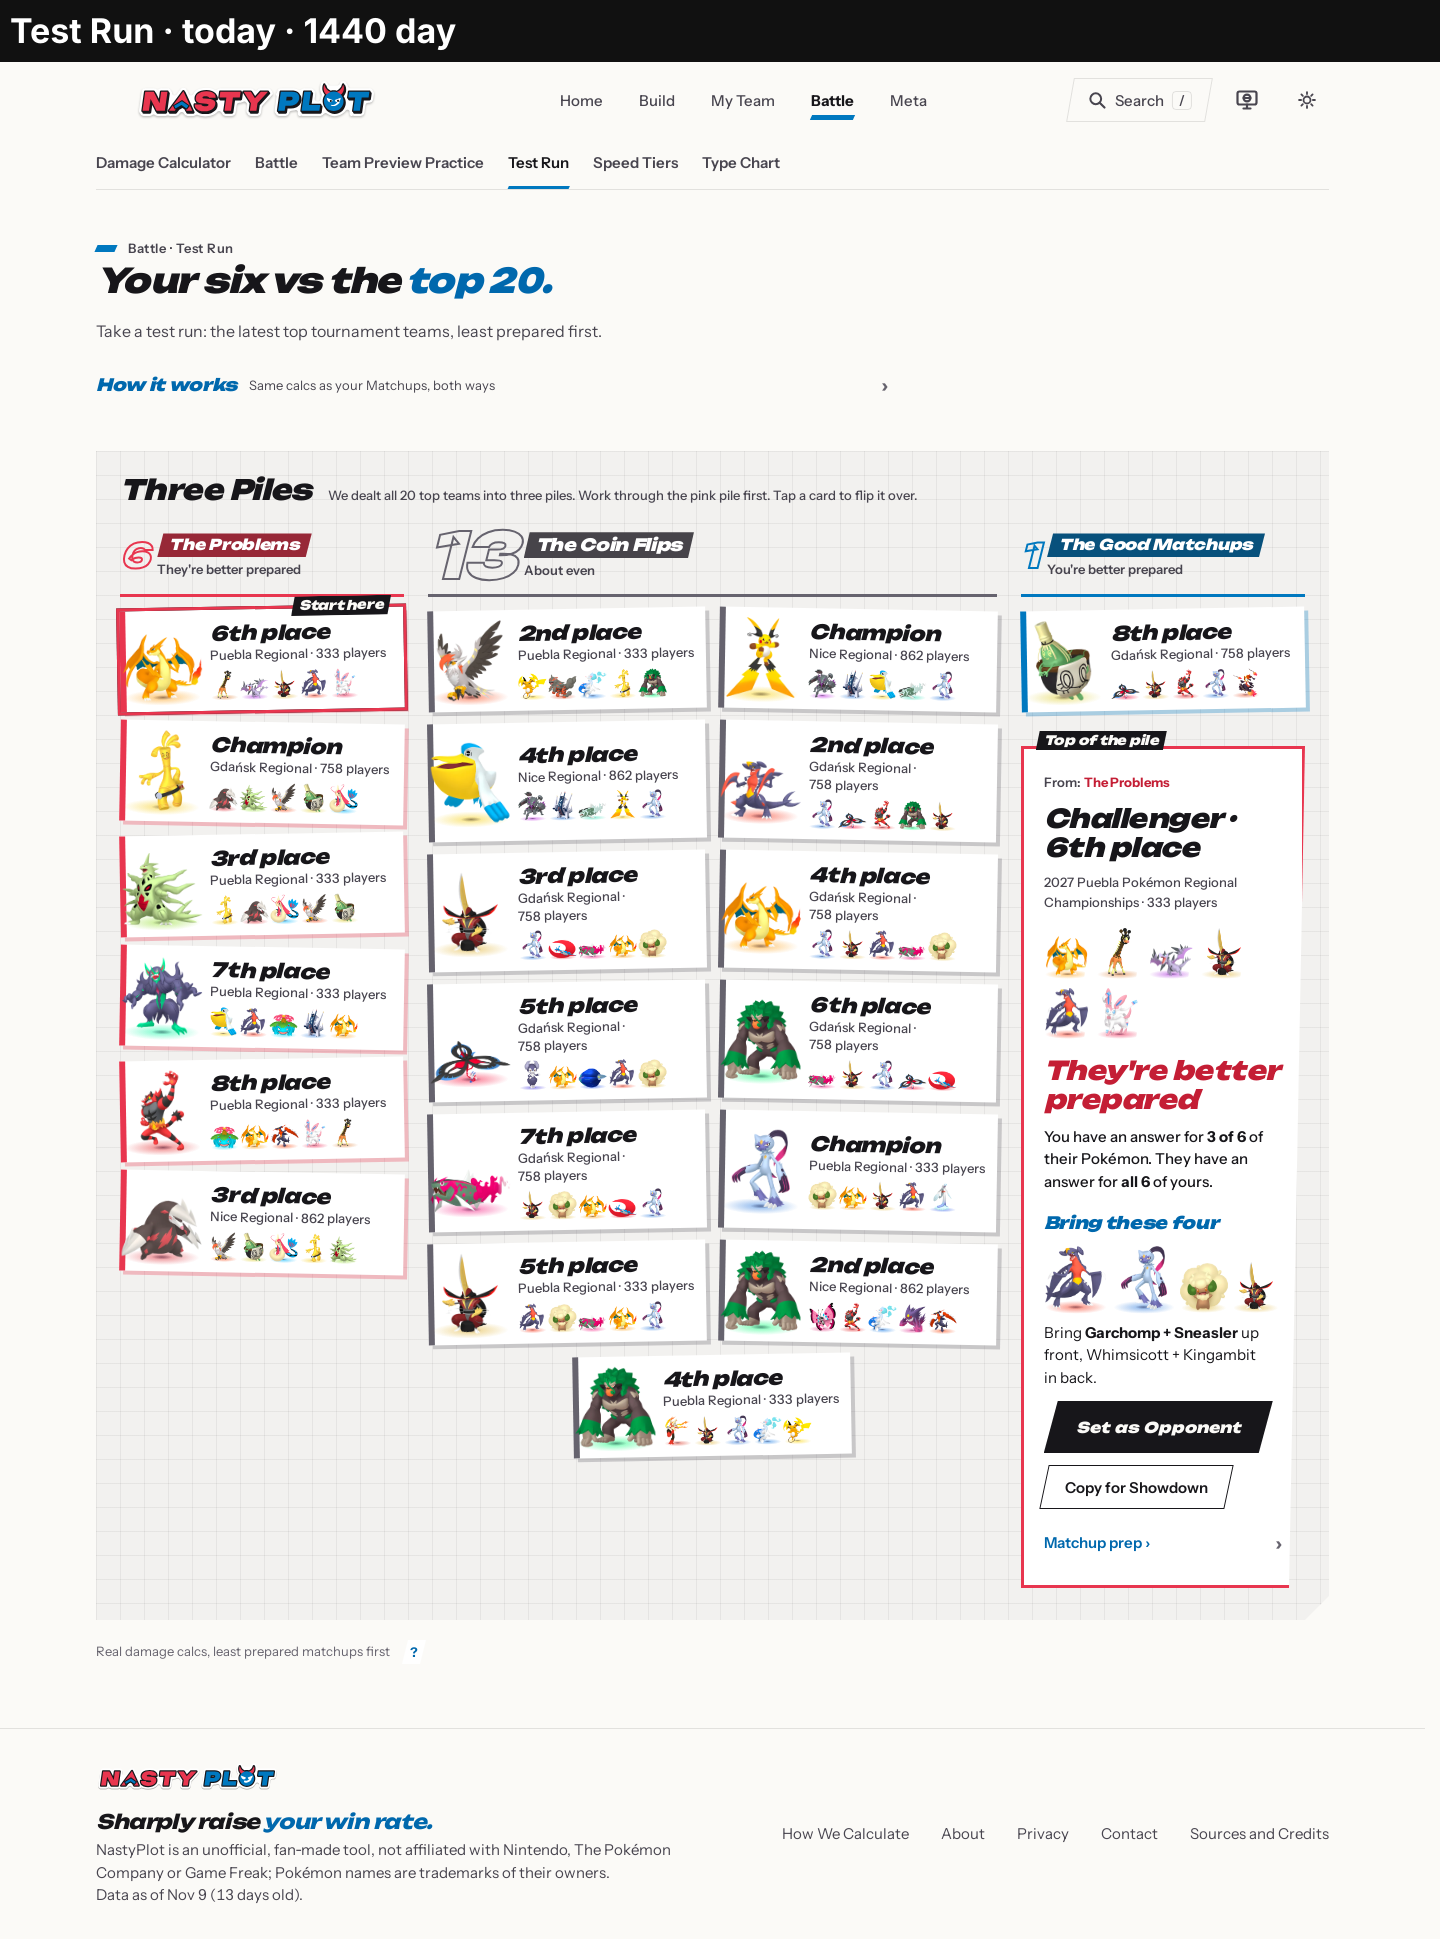 Test Run · today · 1440 day
NASTY PLOT
Home
Build
My Team
Battle
Meta
Search /
Damage Calculator
Battle
Team Preview Practice
Test Run
Speed Tiers
Type Chart
Battle · Test Run
Your six vs the top 20.
Take a test run: the latest top tournament teams, least prepared first.
How it works Same calcs as your Matchups, both ways ›
Three Piles We dealt all 20 top teams into three piles. Work through the pink pile first. Tap a card to flip it over.
6 The Problems
They're better prepared
Start here
6th place
Puebla Regional · 333 players
Champion
Gdańsk Regional · 758 players
3rd place
Puebla Regional · 333 players
7th place
Puebla Regional · 333 players
8th place
Puebla Regional · 333 players
3rd place
Nice Regional · 862 players
13 The Coin Flips
About even
2nd place
Puebla Regional · 333 players
Champion
Nice Regional · 862 players
4th place
Nice Regional · 862 players
2nd place
Gdańsk Regional ·
758 players
3rd place
Gdańsk Regional ·
758 players
4th place
Gdańsk Regional ·
758 players
5th place
Gdańsk Regional ·
758 players
6th place
Gdańsk Regional ·
758 players
7th place
Gdańsk Regional ·
758 players
Champion
Puebla Regional · 333 players
5th place
Puebla Regional · 333 players
2nd place
Nice Regional · 862 players
4th place
Puebla Regional · 333 players
1 The Good Matchups
You're better prepared
8th place
Gdańsk Regional · 758 players
Top of the pile
From: The Problems
Challenger ·
6th place
2027 Puebla Pokémon Regional
Championships · 333 players
They're better
prepared
You have an answer for 3 of 6 of
their Pokémon. They have an
answer for all 6 of yours.
Bring these four
Bring Garchomp + Sneasler up
front, Whimsicott + Kingambit
in back.
Set as Opponent
Copy for Showdown
Matchup prep › ›
Real damage calcs, least prepared matchups first ?
NASTY PLOT
Sharply raise your win rate.
NastyPlot is an unofficial, fan-made tool, not affiliated with Nintendo, The Pokémon
Company or Game Freak; Pokémon names are trademarks of their owners.
Data as of Nov 9 (13 days old).
How We Calculate
About
Privacy
Contact
Sources and Credits